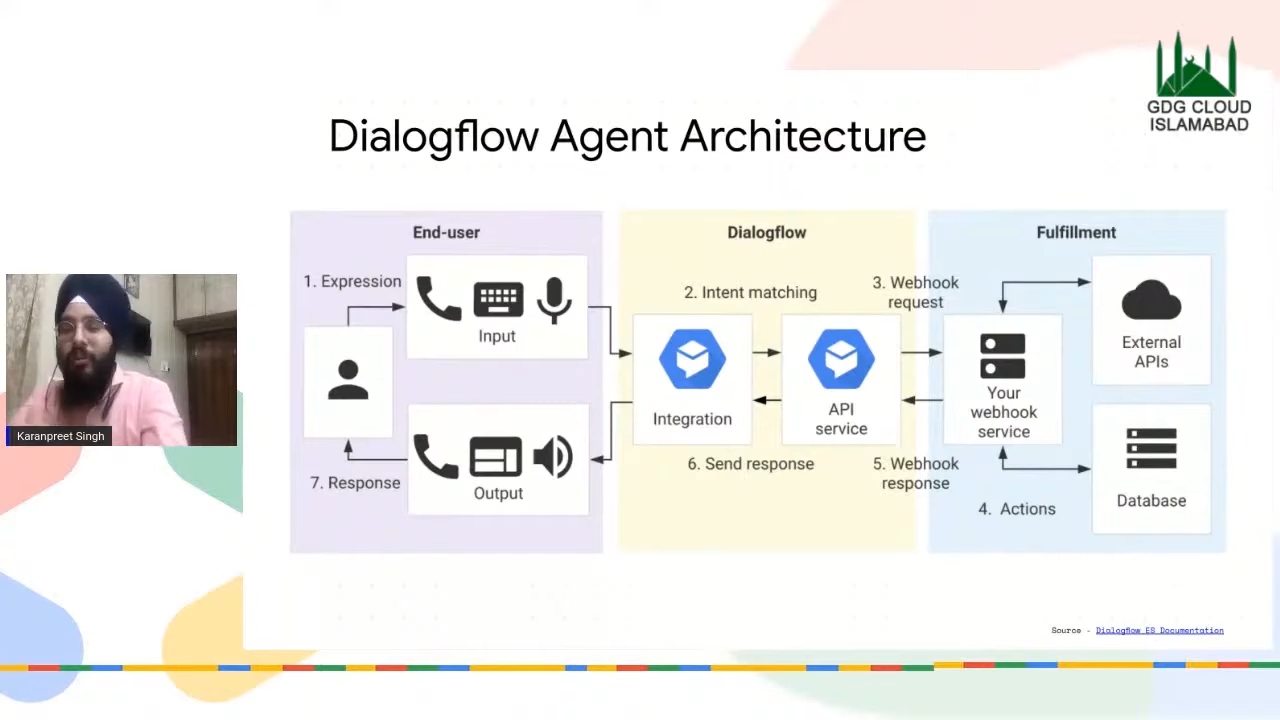 GDG CLOUD
ISLAMABAD
Dialogflow Agent Architecture
End-user
Dialogflow
Fulfillment
1. Expression
Input
2. Intent matching
3. Webhook
request
External
APIs
Integration
API
service
Your
webhook
service
Karanpreet Singh
7. Response
Output
6. Send response
5. Webhook
response
4. Actions
Database
Source - Dialogflow ES Documentation